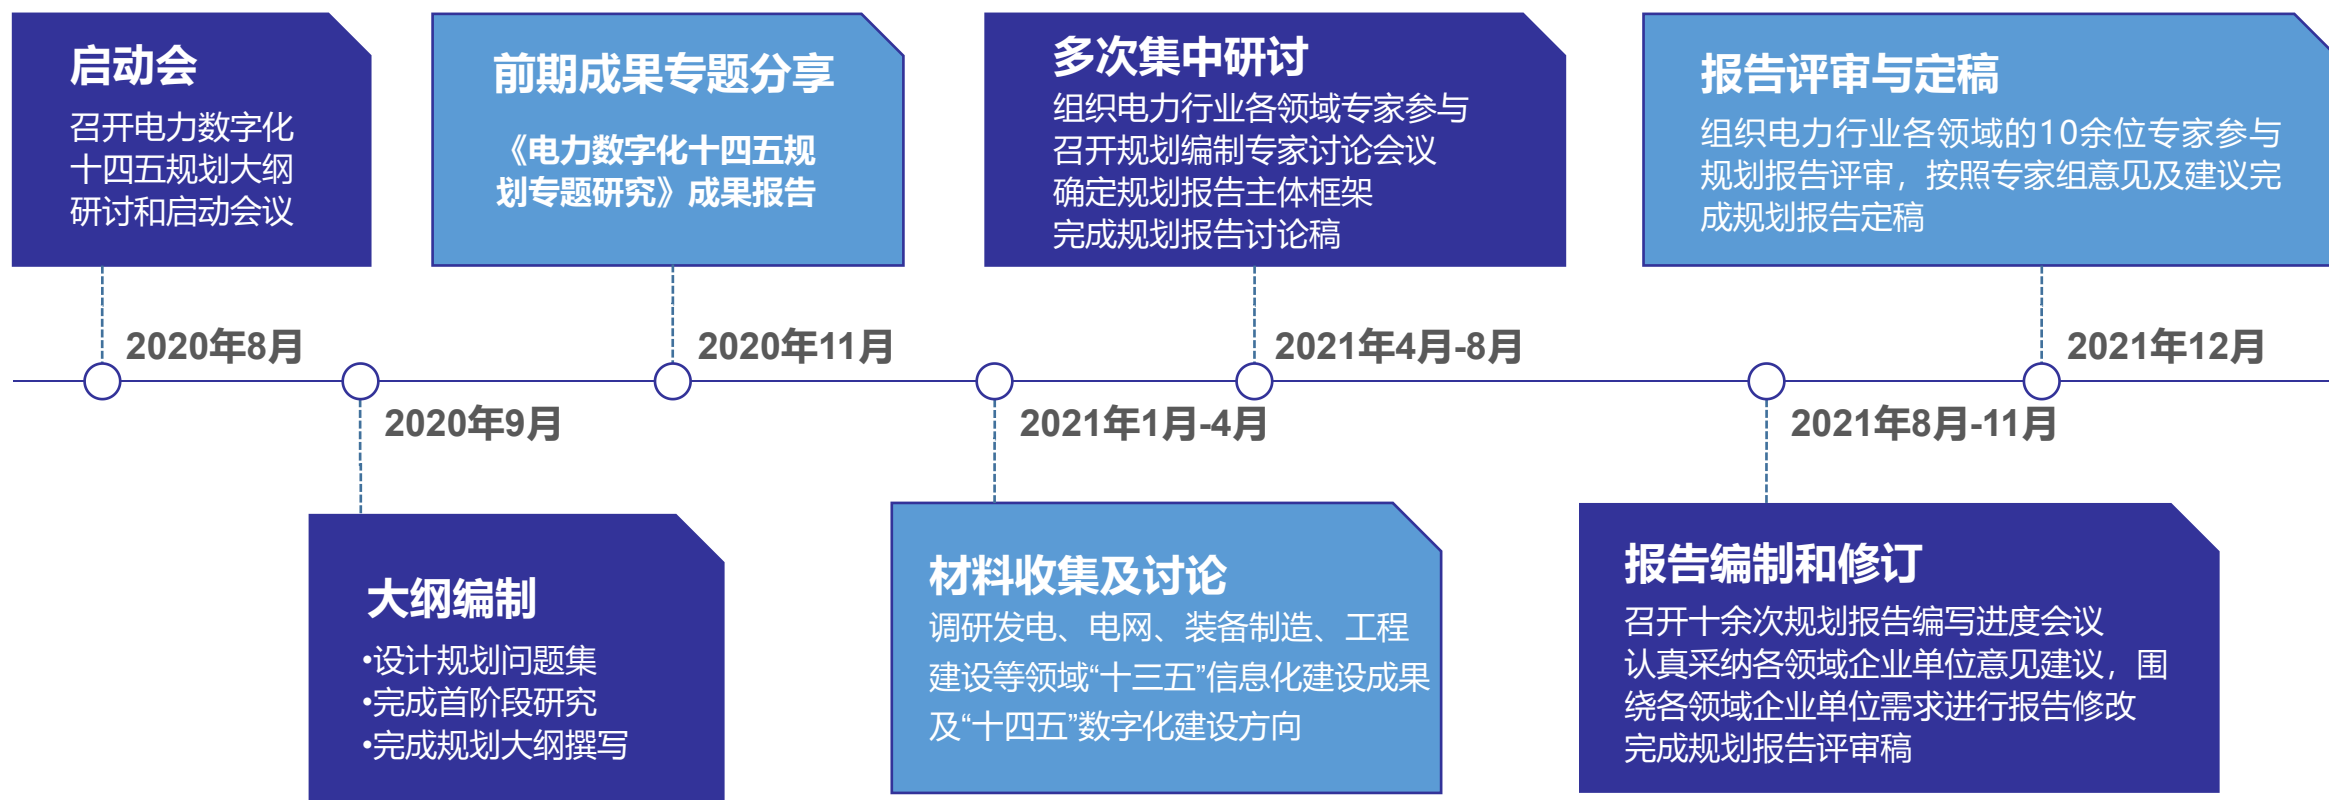 启动会
召开电力数字化
十四五规划大纲
研讨和启动会议
2020年8月
2020年9月
大纲编制
•设计规划问题集
•完成首阶段研究
•完成规划大纲撰写
前期成果专题分享
《电力数字化十四五规
划专题研究》成果报告
2020年11月
2021年1月-4月
材料收集及讨论
调研发电、电网、装备制造、工程
建设等领域“十三五”信息化建设成果
及“十四五”数字化建设方向
多次集中研讨
组织电力行业各领域专家参与
召开规划编制专家讨论会议
确定规划报告主体框架
完成规划报告讨论稿
2021年4月-8月
2021年8月-11月
报告编制和修订
召开十余次规划报告编写进度会议
认真采纳各领域企业单位意见建议，围
绕各领域企业单位需求进行报告修改
完成规划报告评审稿
报告评审与定稿
组织电力行业各领域的10余位专家参与
规划报告评审，按照专家组意见及建议完
成规划报告定稿
2021年12月